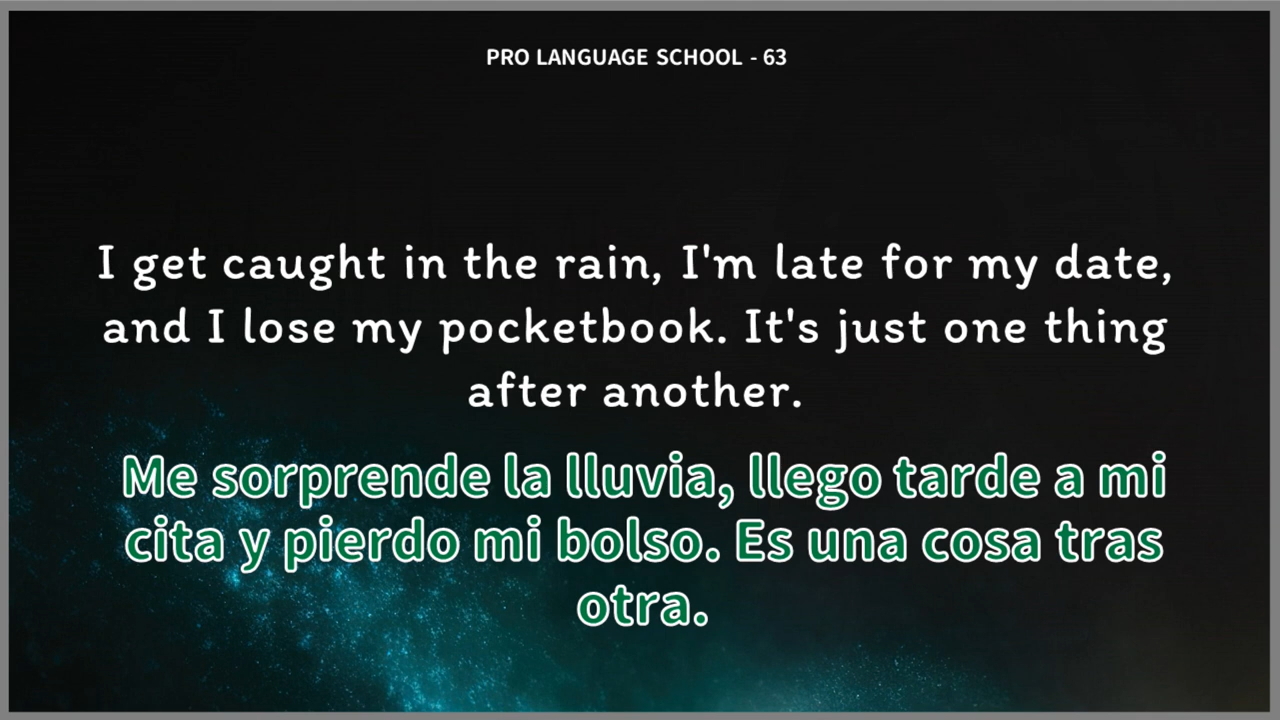 PRO LANGUAGE SCHOOL - 63
I get caught in the rain, I'm late for my date,
and I lose my pocketbook. It's just one thing
after another.
Me sorprende la lluvia, llego tarde a mi
cita y pierdo mi bolso. Es una cosa tras
otra.